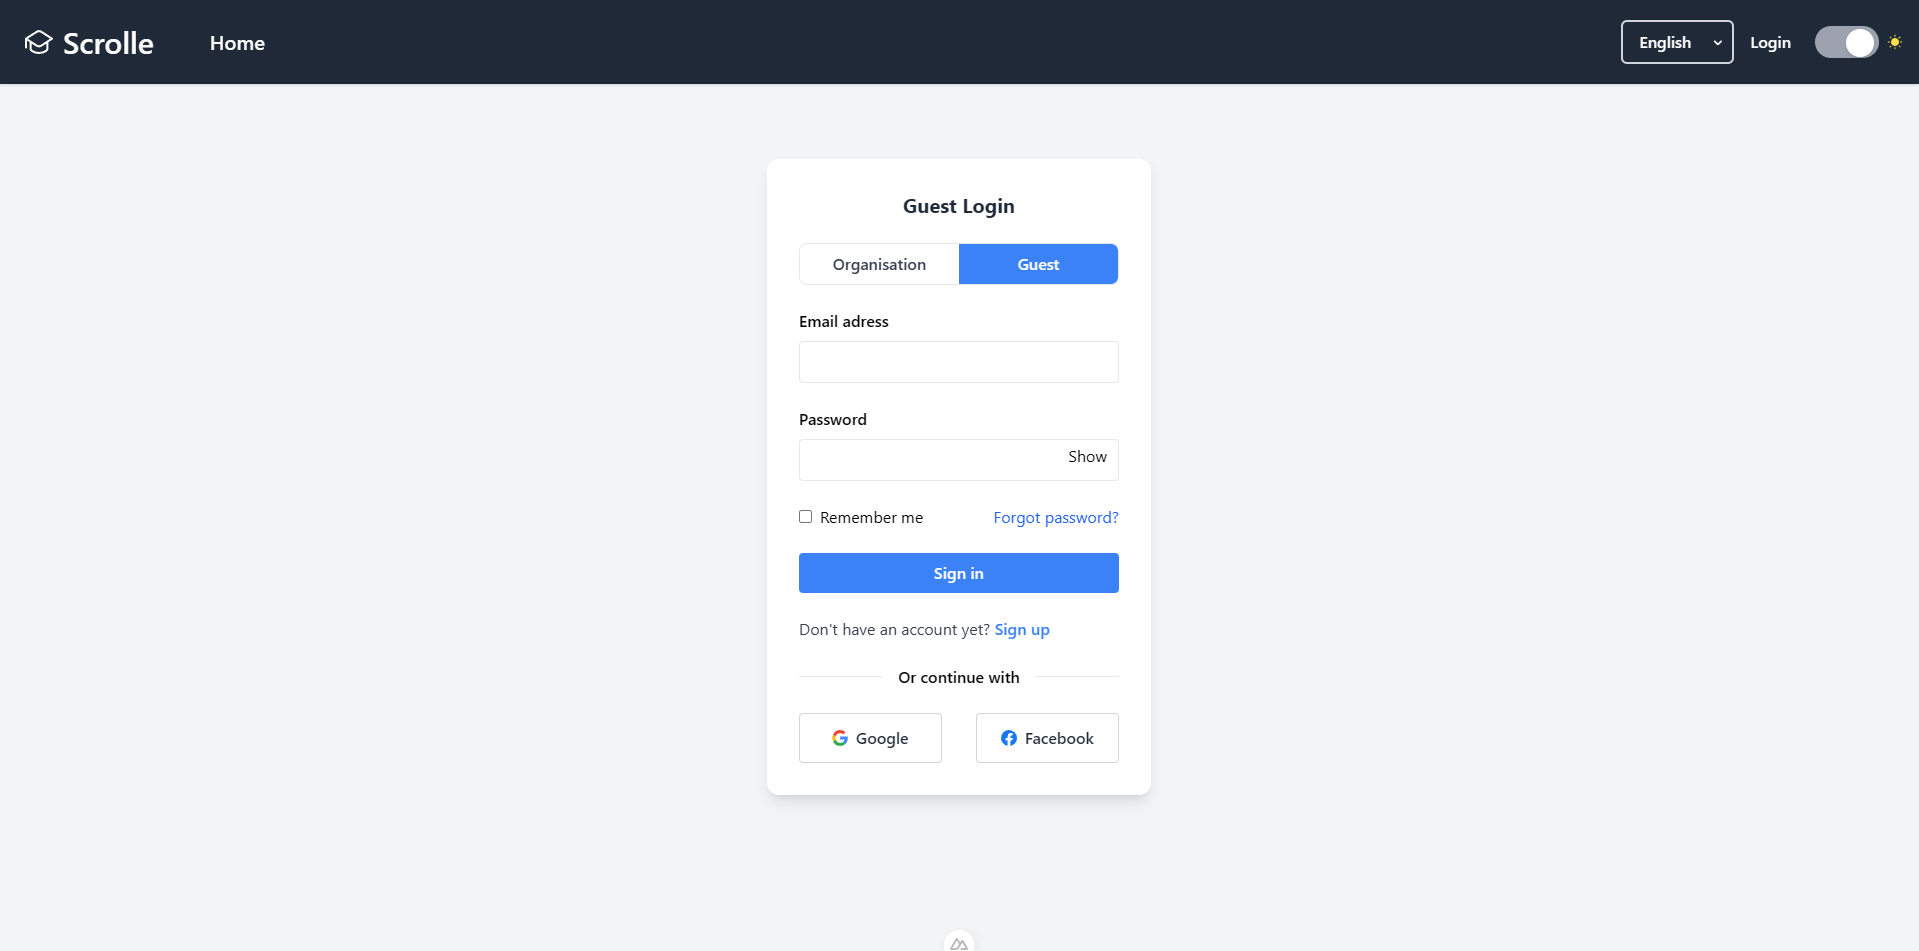 Scrolle
Home
English
Login
Guest Login
Organisation
Guest
Email adress
Password
Show
Remember me
Forgot password?
Sign in
Don't have an account yet? Sign up
Or continue with
Google
Facebook